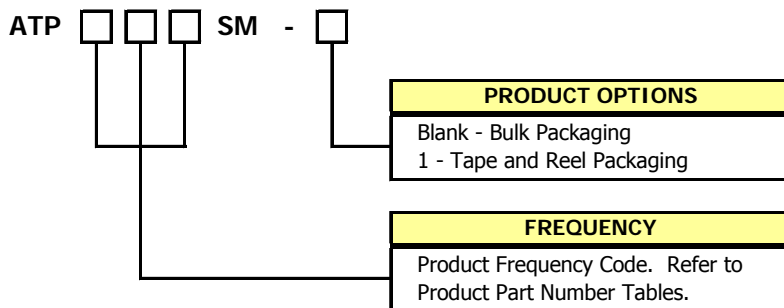 ATP □ □ □ SM - □
PRODUCT OPTIONS
Blank - Bulk Packaging
1 - Tape and Reel Packaging
FREQUENCY
Product Frequency Code. Refer to
Product Part Number Tables.